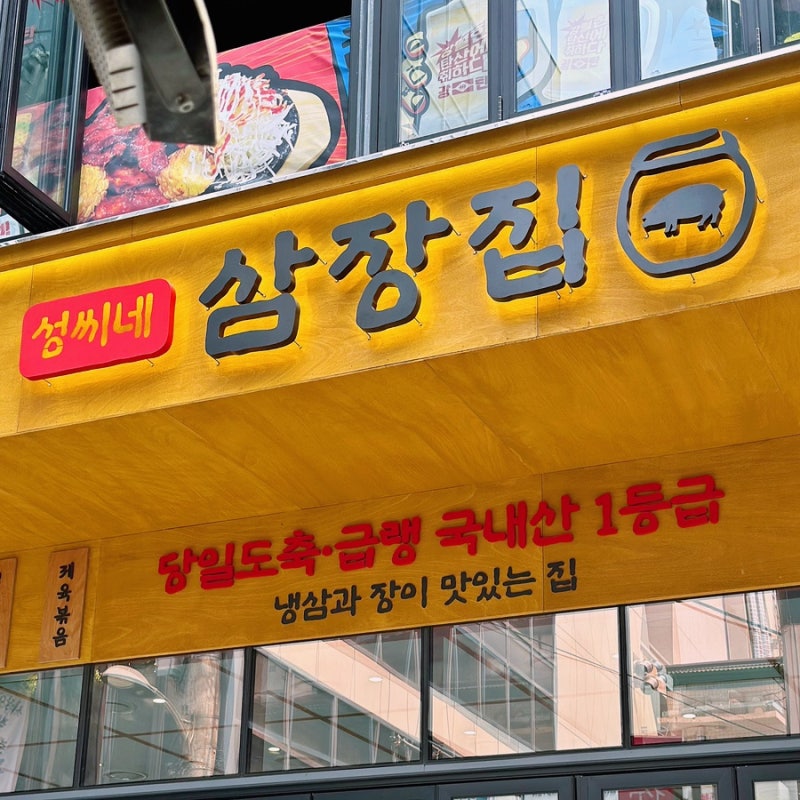 성씨네 삼장집
당일도축·급랭 국내산 1등급
냉삼과 장이 맛있는 집
제육볶음